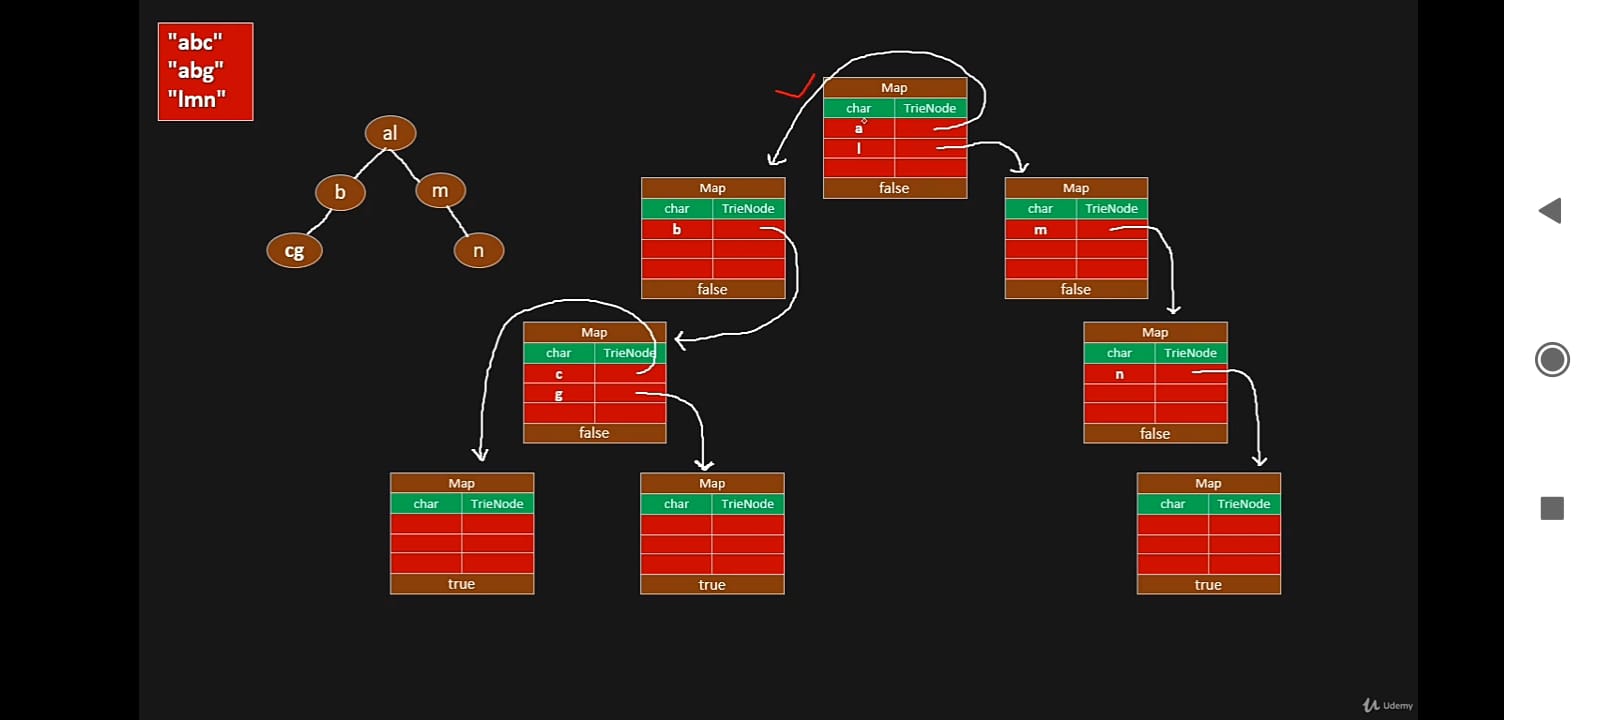 "abc"
"abg"
"lmn"
al
b m
cg n
Map
char TrieNode
a
l
false
Map
char TrieNode
b
false
Map
char TrieNode
m
false
Map
char TrieNode
c
g
false
Map
char TrieNode
n
false
Map
char TrieNode
true
Map
char TrieNode
true
Map
char TrieNode
true
Udemy